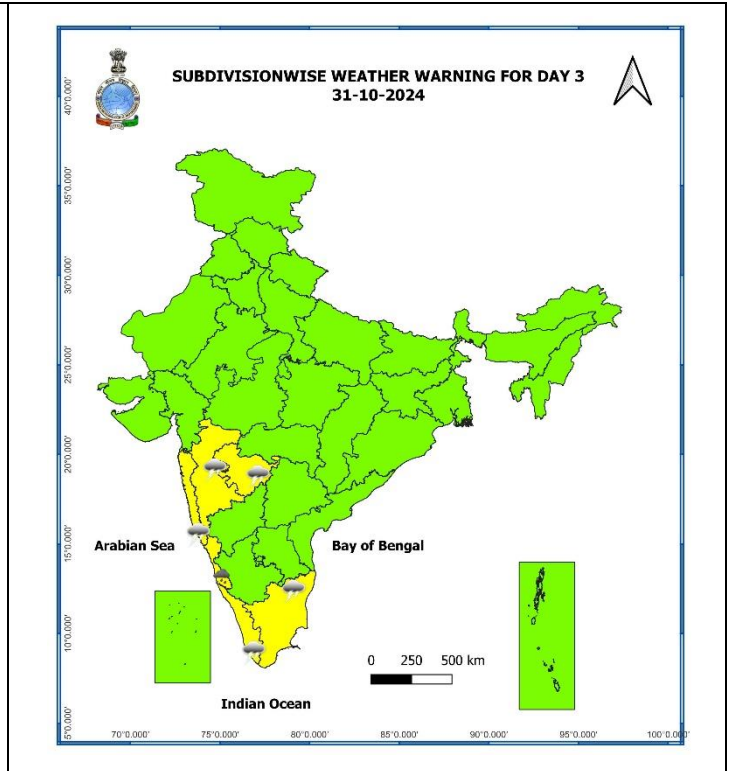 SUBDIVISIONWISE WEATHER WARNING FOR DAY 3
31-10-2024
40°0.000'
35°0.000'
30°0.000'
25°0.000'
20°0.000'
15°0.000'
10°0.000'
5°0.000'
Arabian Sea
Bay of Bengal
0 250 500 km
Indian Ocean
70°0.000' 75°0.000' 80°0.000' 85°0.000' 90°0.000' 95°0.000' 100°0.000'